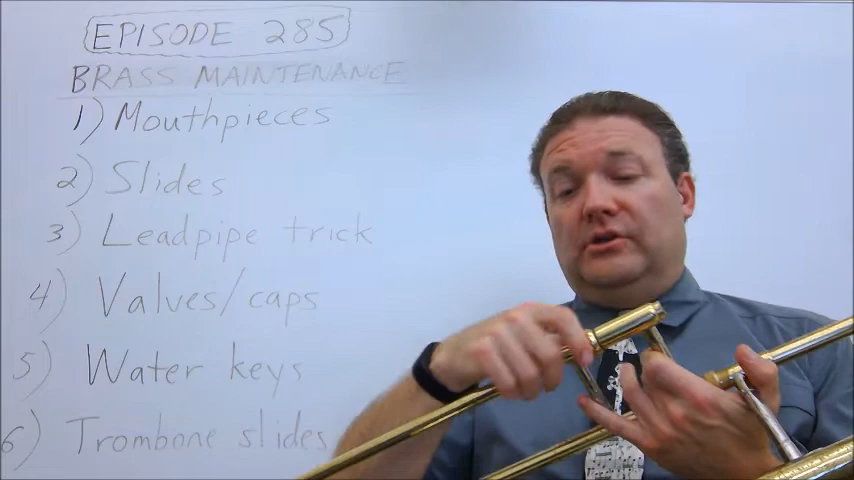 EPISODE 285
BRASS MAINTENANCE
1) Mouthpieces
2) Slides
3) Leadpipe trick
4) Valves/caps
5) Water keys
6) Trombone slides